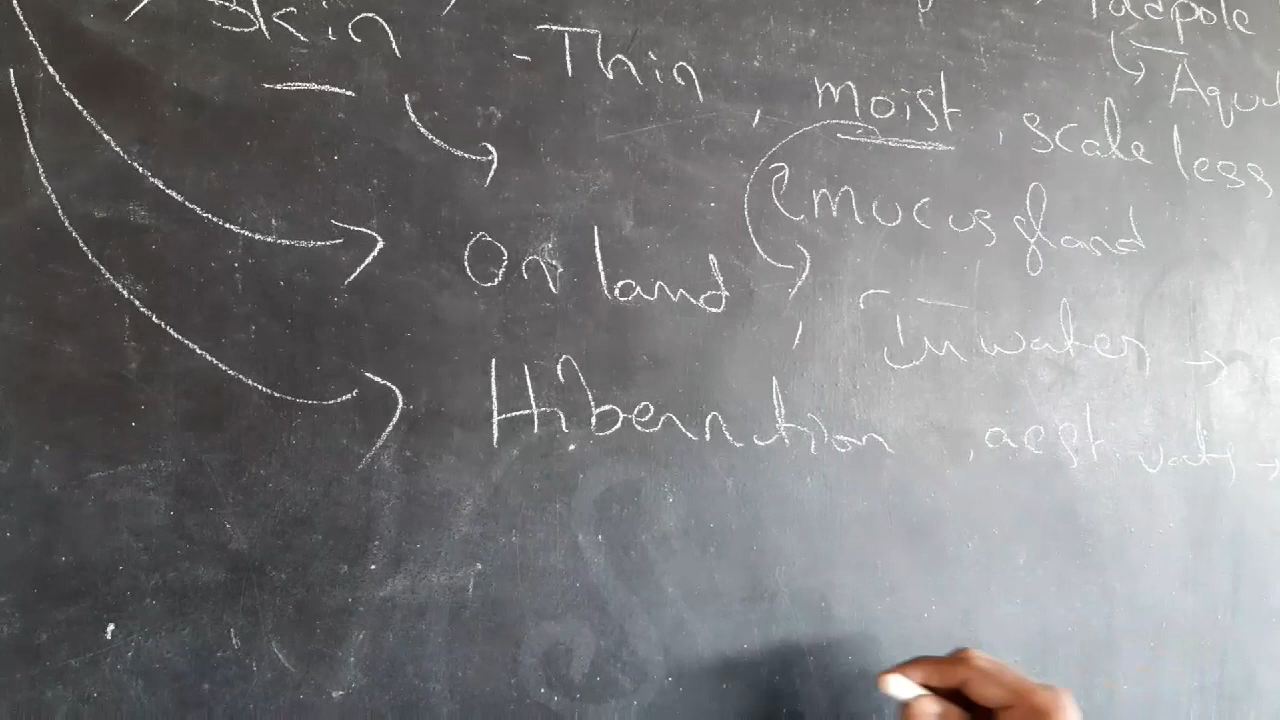 Skin - Thin , moist , scale less
Tadpole
Aqu
mucus gland
On land , In water →
Hibernation , aest